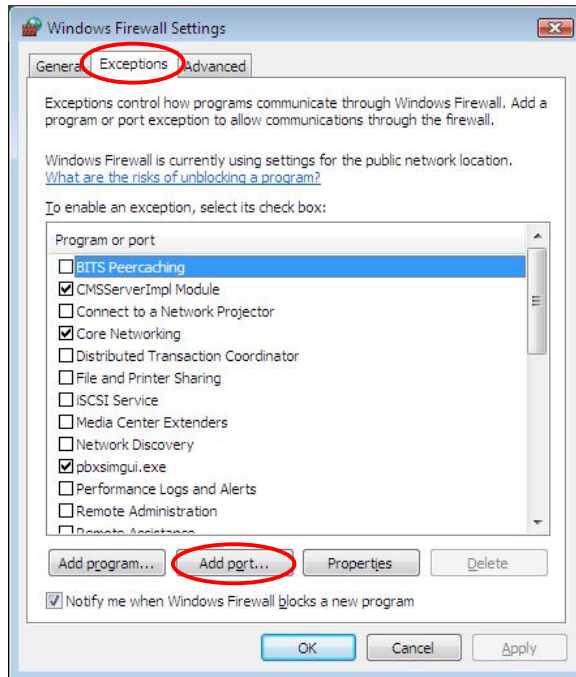 Windows Firewall Settings
General Exceptions Advanced
Exceptions control how programs communicate through Windows Firewall. Add a
program or port exception to allow communications through the firewall.
Windows Firewall is currently using settings for the public network location.
What are the risks of unblocking a program?
To enable an exception, select its check box:
Program or port
BITS Peercaching
CMSServerImpl Module
Connect to a Network Projector
Core Networking
Distributed Transaction Coordinator
File and Printer Sharing
iSCSI Service
Media Center Extenders
Network Discovery
pbxsimgui.exe
Performance Logs and Alerts
Remote Administration
Remote Assistance
Add program... Add port... Properties Delete
Notify me when Windows Firewall blocks a new program
OK Cancel Apply